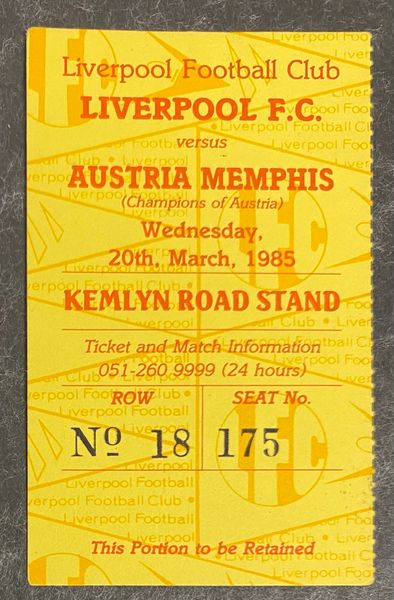 Liverpool Football Club
LIVERPOOL F.C.
versus
AUSTRIA MEMPHIS
(Champions of Austria)
Wednesday,
20th, March, 1985
KEMLYN ROAD STAND
Ticket and Match Information
051-260 9999 (24 hours)
ROW SEAT No.
Nº 18 175
This Portion to be Retained